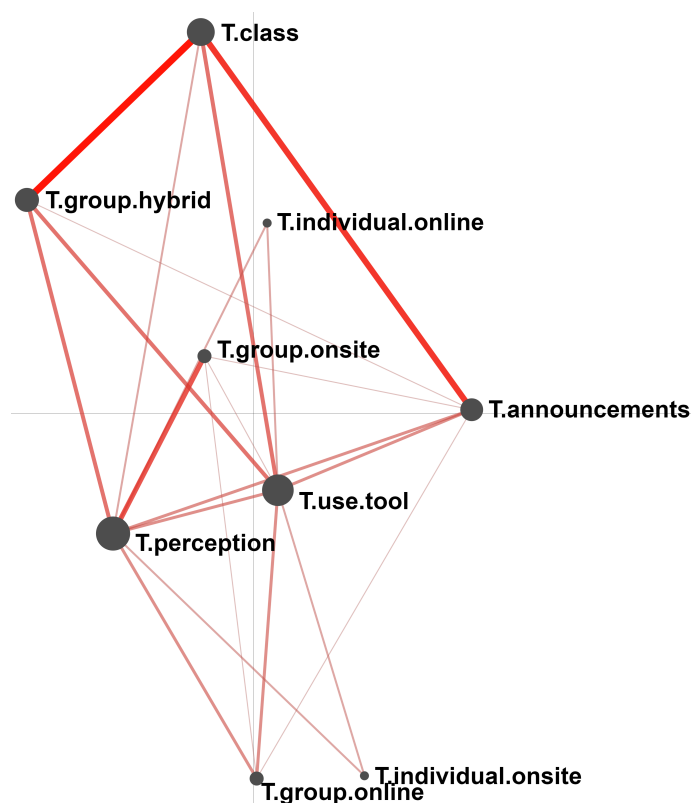 T.class
T.group.hybrid
T.individual.online
T.group.onsite
T.announcements
T.use.tool
T.perception
T.individual.onsite
T.group.online